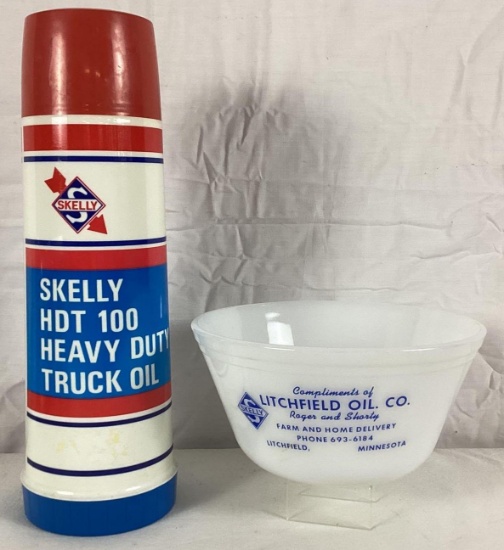 SKELLY
SKELLY
HDT 100
HEAVY DUTY
TRUCK OIL
Compliments of
SKELLY
LITCHFIELD OIL. CO.
Roger and Shorty
FARM AND HOME DELIVERY
PHONE 693-6184
LITCHFIELD, MINNESOTA